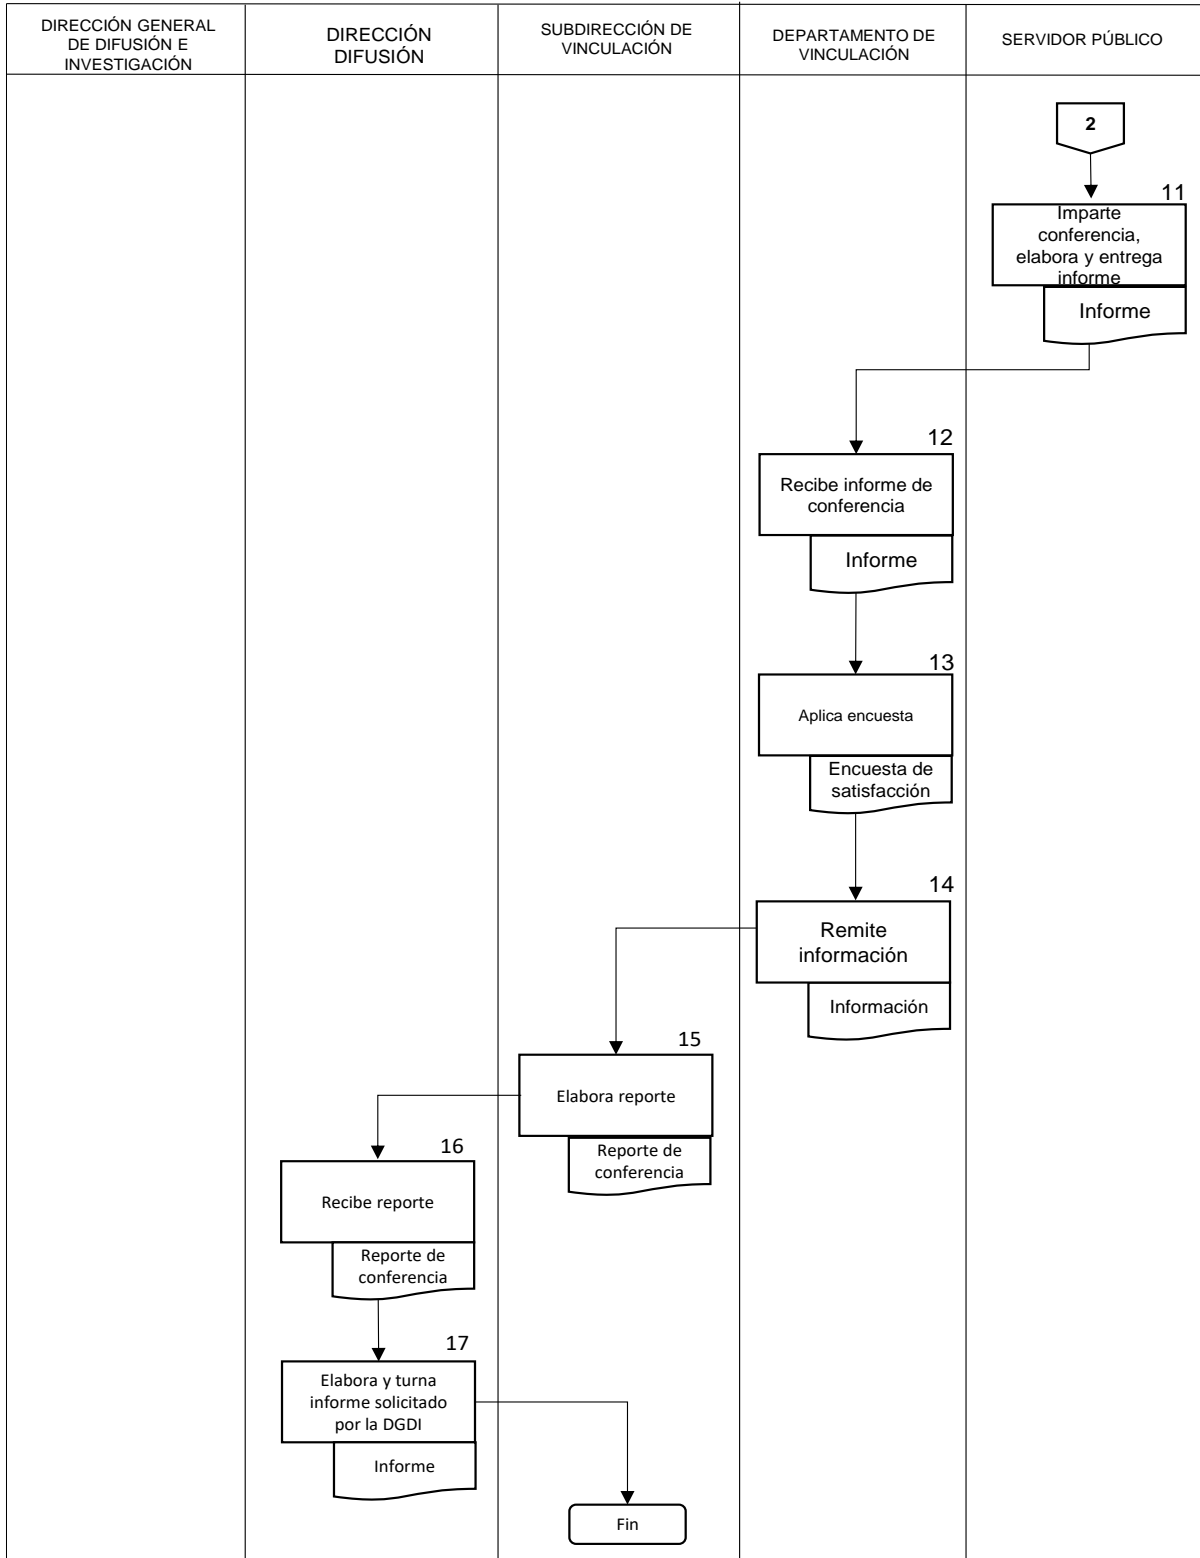 DIRECCIÓN GENERAL
DE DIFUSIÓN E
INVESTIGACIÓN
DIRECCIÓN
DIFUSIÓN
SUBDIRECCIÓN DE
VINCULACIÓN
DEPARTAMENTO DE
VINCULACIÓN
SERVIDOR PÚBLICO
2
11
Imparte
conferencia,
elabora y entrega
informe
Informe
12
Recibe informe de
conferencia
Informe
13
Aplica encuesta
Encuesta de
satisfacción
14
Remite
información
Información
15
Elabora reporte
Reporte de
conferencia
16
Recibe reporte
Reporte de
conferencia
17
Elabora y turna
informe solicitado
por la DGDI
Informe
Fin